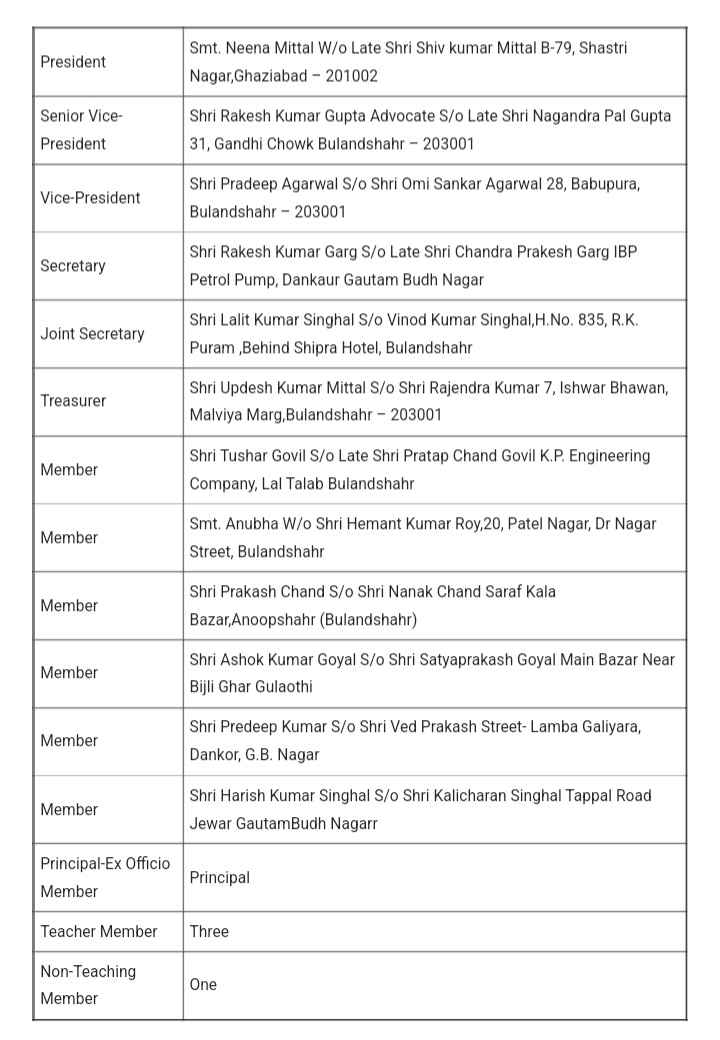 President
Smt. Neena Mittal W/o Late Shri Shiv kumar Mittal B-79, Shastri
Nagar,Ghaziabad – 201002
Senior Vice-
President
Shri Rakesh Kumar Gupta Advocate S/o Late Shri Nagandra Pal Gupta
31, Gandhi Chowk Bulandshahr – 203001
Vice-President
Shri Pradeep Agarwal S/o Shri Omi Sankar Agarwal 28, Babupura,
Bulandshahr – 203001
Secretary
Shri Rakesh Kumar Garg S/o Late Shri Chandra Prakesh Garg IBP
Petrol Pump, Dankaur Gautam Budh Nagar
Joint Secretary
Shri Lalit Kumar Singhal S/o Vinod Kumar Singhal,H.No. 835, R.K.
Puram ,Behind Shipra Hotel, Bulandshahr
Treasurer
Shri Updesh Kumar Mittal S/o Shri Rajendra Kumar 7, Ishwar Bhawan,
Malviya Marg,Bulandshahr – 203001
Member
Shri Tushar Govil S/o Late Shri Pratap Chand Govil K.P. Engineering
Company, Lal Talab Bulandshahr
Member
Smt. Anubha W/o Shri Hemant Kumar Roy,20, Patel Nagar, Dr Nagar
Street, Bulandshahr
Member
Shri Prakash Chand S/o Shri Nanak Chand Saraf Kala
Bazar,Anoopshahr (Bulandshahr)
Member
Shri Ashok Kumar Goyal S/o Shri Satyaprakash Goyal Main Bazar Near
Bijli Ghar Gulaothi
Member
Shri Predeep Kumar S/o Shri Ved Prakash Street- Lamba Galiyara,
Dankor, G.B. Nagar
Member
Shri Harish Kumar Singhal S/o Shri Kalicharan Singhal Tappal Road
Jewar GautamBudh Nagarr
Principal-Ex Officio
Member
Principal
Teacher Member
Three
Non-Teaching
Member
One